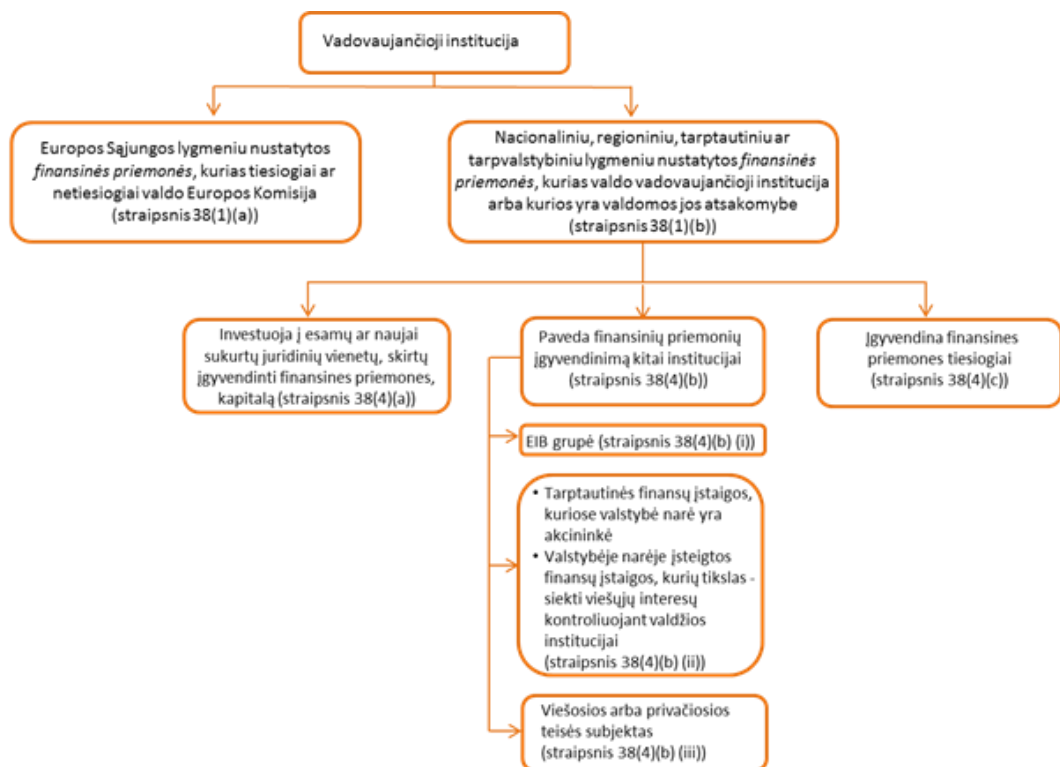 Vadovaujančioji institucija
Europos Sąjungos lygmeniu nustatytos
finansinės priemonės, kurias tiesiogiai ar
netiesiogiai valdo Europos Komisija
(straipsnis 38(1)(a))
Nacionaliniu, regioniniu, tarptautiniu ar
tarpvalstybiniu lygmeniu nustatytos finansinės
priemonės, kurias valdo vadovaujančioji institucija
arba kurios yra valdomos jos atsakomybe
(straipsnis 38(1)(b))
Investuoja į esamų ar naujai
sukurtų juridinių vienetų, skirtų
įgyvendinti finansines priemones,
kapitalą (straipsnis 38(4)(a))
Paveda finansinių priemonių
įgyvendinimą kitai institucijai
(straipsnis 38(4)(b))
Įgyvendina finansines
priemones tiesiogiai
(straipsnis 38(4)(c))
EIB grupė (straipsnis 38(4)(b) (i))
• Tarptautinės finansų įstaigos,
kuriose valstybė narė yra
akcininkė
• Valstybėje narėje įsteigtos
finansų įstaigos, kurių tikslas -
siekti viešųjų interesų
kontroliuojant valdžios
institucijai
(straipsnis 38(4)(b) (ii))
Viešosios arba privačiosios
teisės subjektas
(straipsnis 38(4)(b) (iii))